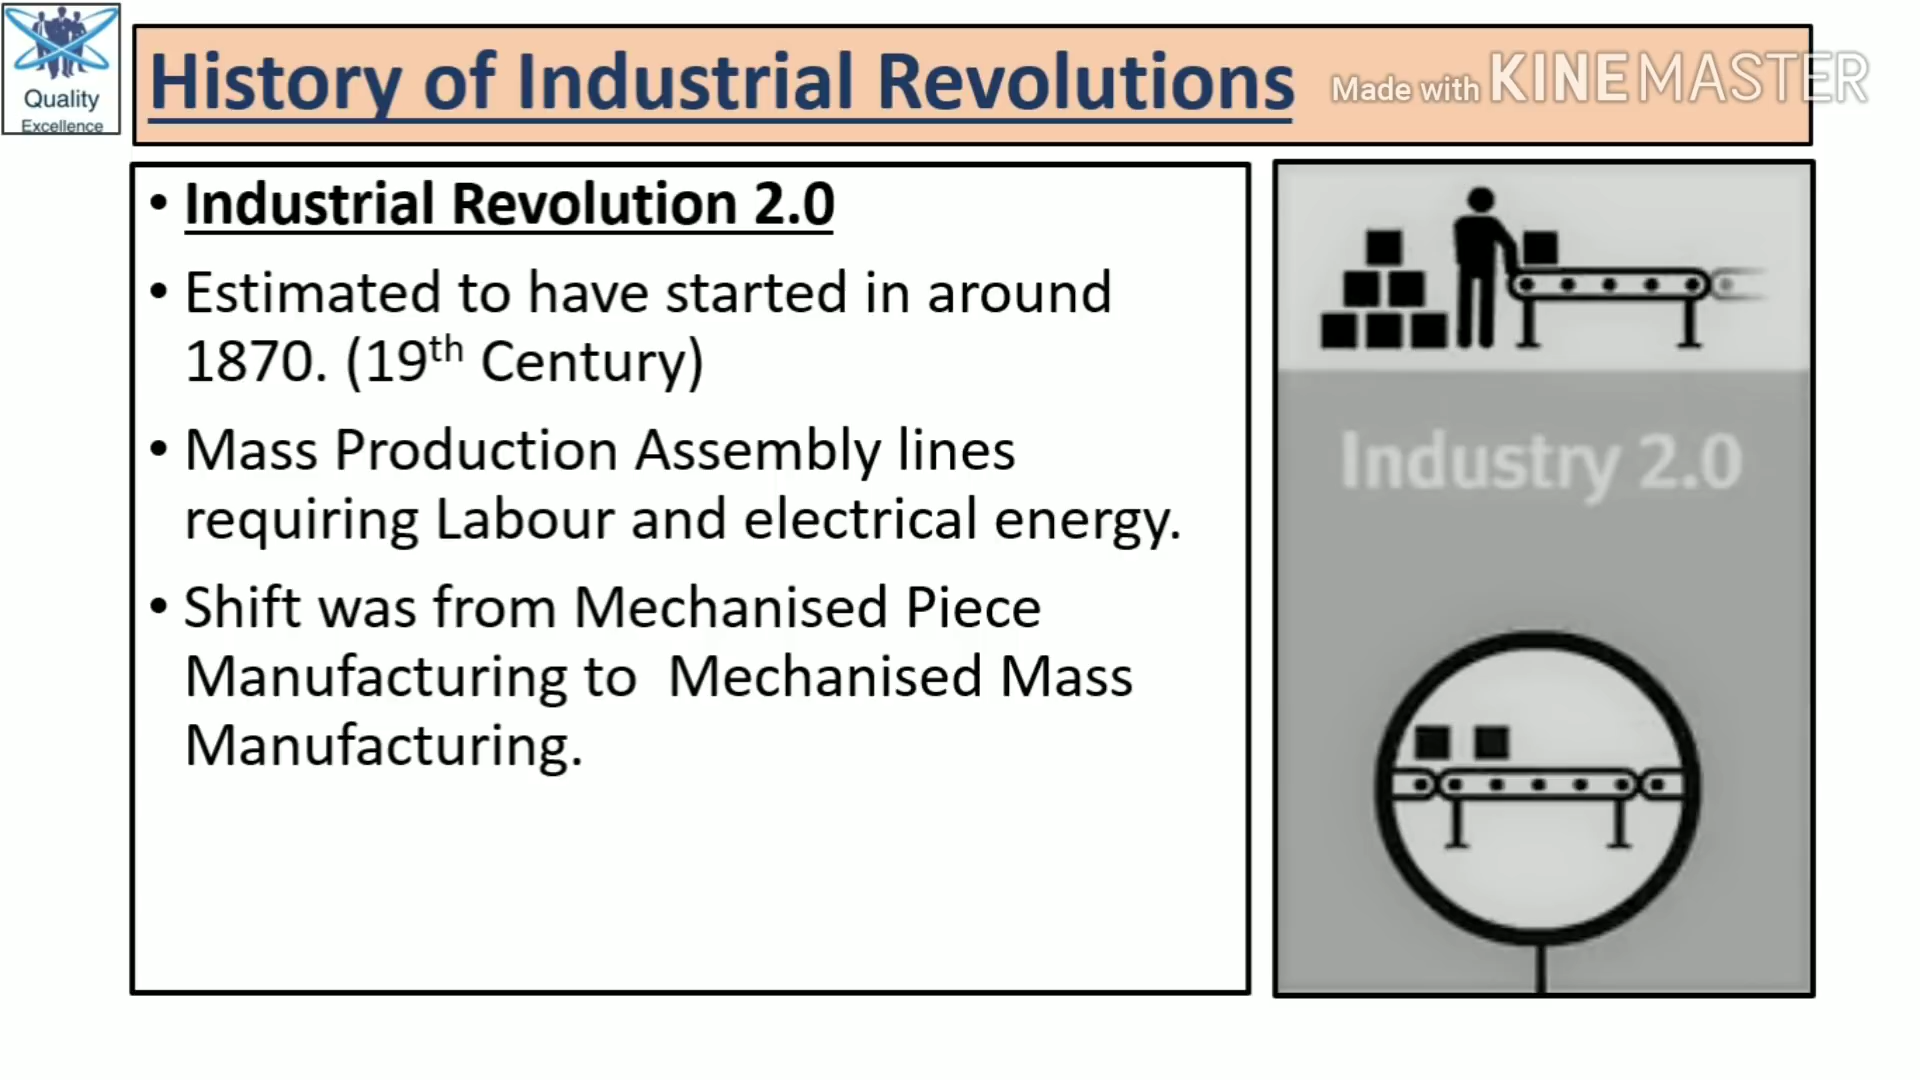 Quality
Excellence
History of Industrial Revolutions
Made with KINEMASTER
• Industrial Revolution 2.0
• Estimated to have started in around
1870. (19th Century)
• Mass Production Assembly lines
requiring Labour and electrical energy.
• Shift was from Mechanised Piece
Manufacturing to Mechanised Mass
Manufacturing.
Industry 2.0